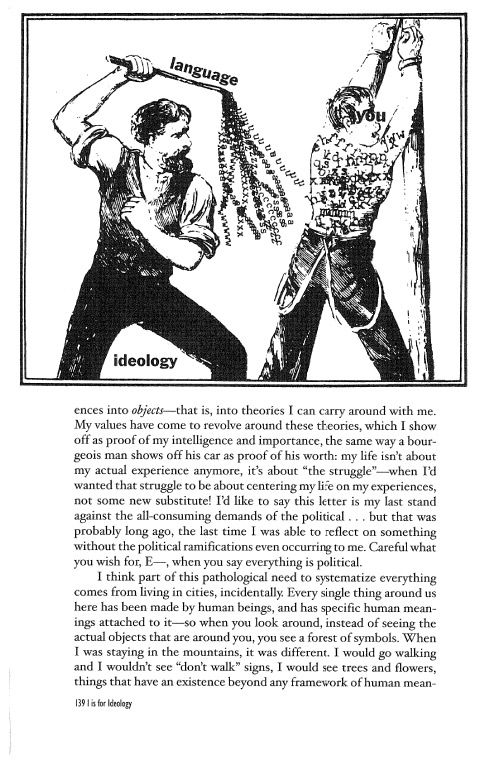 language
you
ideology
ences into objects—that is, into theories I can carry around with me.
My values have come to revolve around these theories, which I show
off as proof of my intelligence and importance, the same way a bour-
geois man shows off his car as proof of his worth: my life isn't about
my actual experience anymore, it's about "the struggle"—when I'd
wanted that struggle to be about centering my life on my experiences,
not some new substitute! I'd like to say this letter is my last stand
against the all-consuming demands of the political . . . but that was
probably long ago, the last time I was able to reflect on something
without the political ramifications even occurring to me. Careful what
you wish for, E—, when you say everything is political.
I think part of this pathological need to systematize everything
comes from living in cities, incidentally. Every single thing around us
here has been made by human beings, and has specific human mean-
ings attached to it—so when you look around, instead of seeing the
actual objects that are around you, you see a forest of symbols. When
I was staying in the mountains, it was different. I would go walking
and I wouldn't see "don't walk" signs, I would see trees and flowers,
things that have an existence beyond any framework of human mean-
139 I is for Ideology